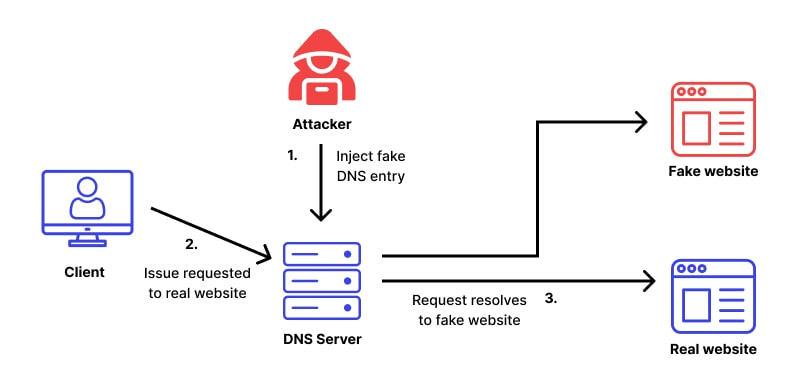 Attacker
1.
Inject fake
DNS entry
Fake website
2.
Client
Issue requested
to real website
Request resolves
to fake website
3.
DNS Server
Real website